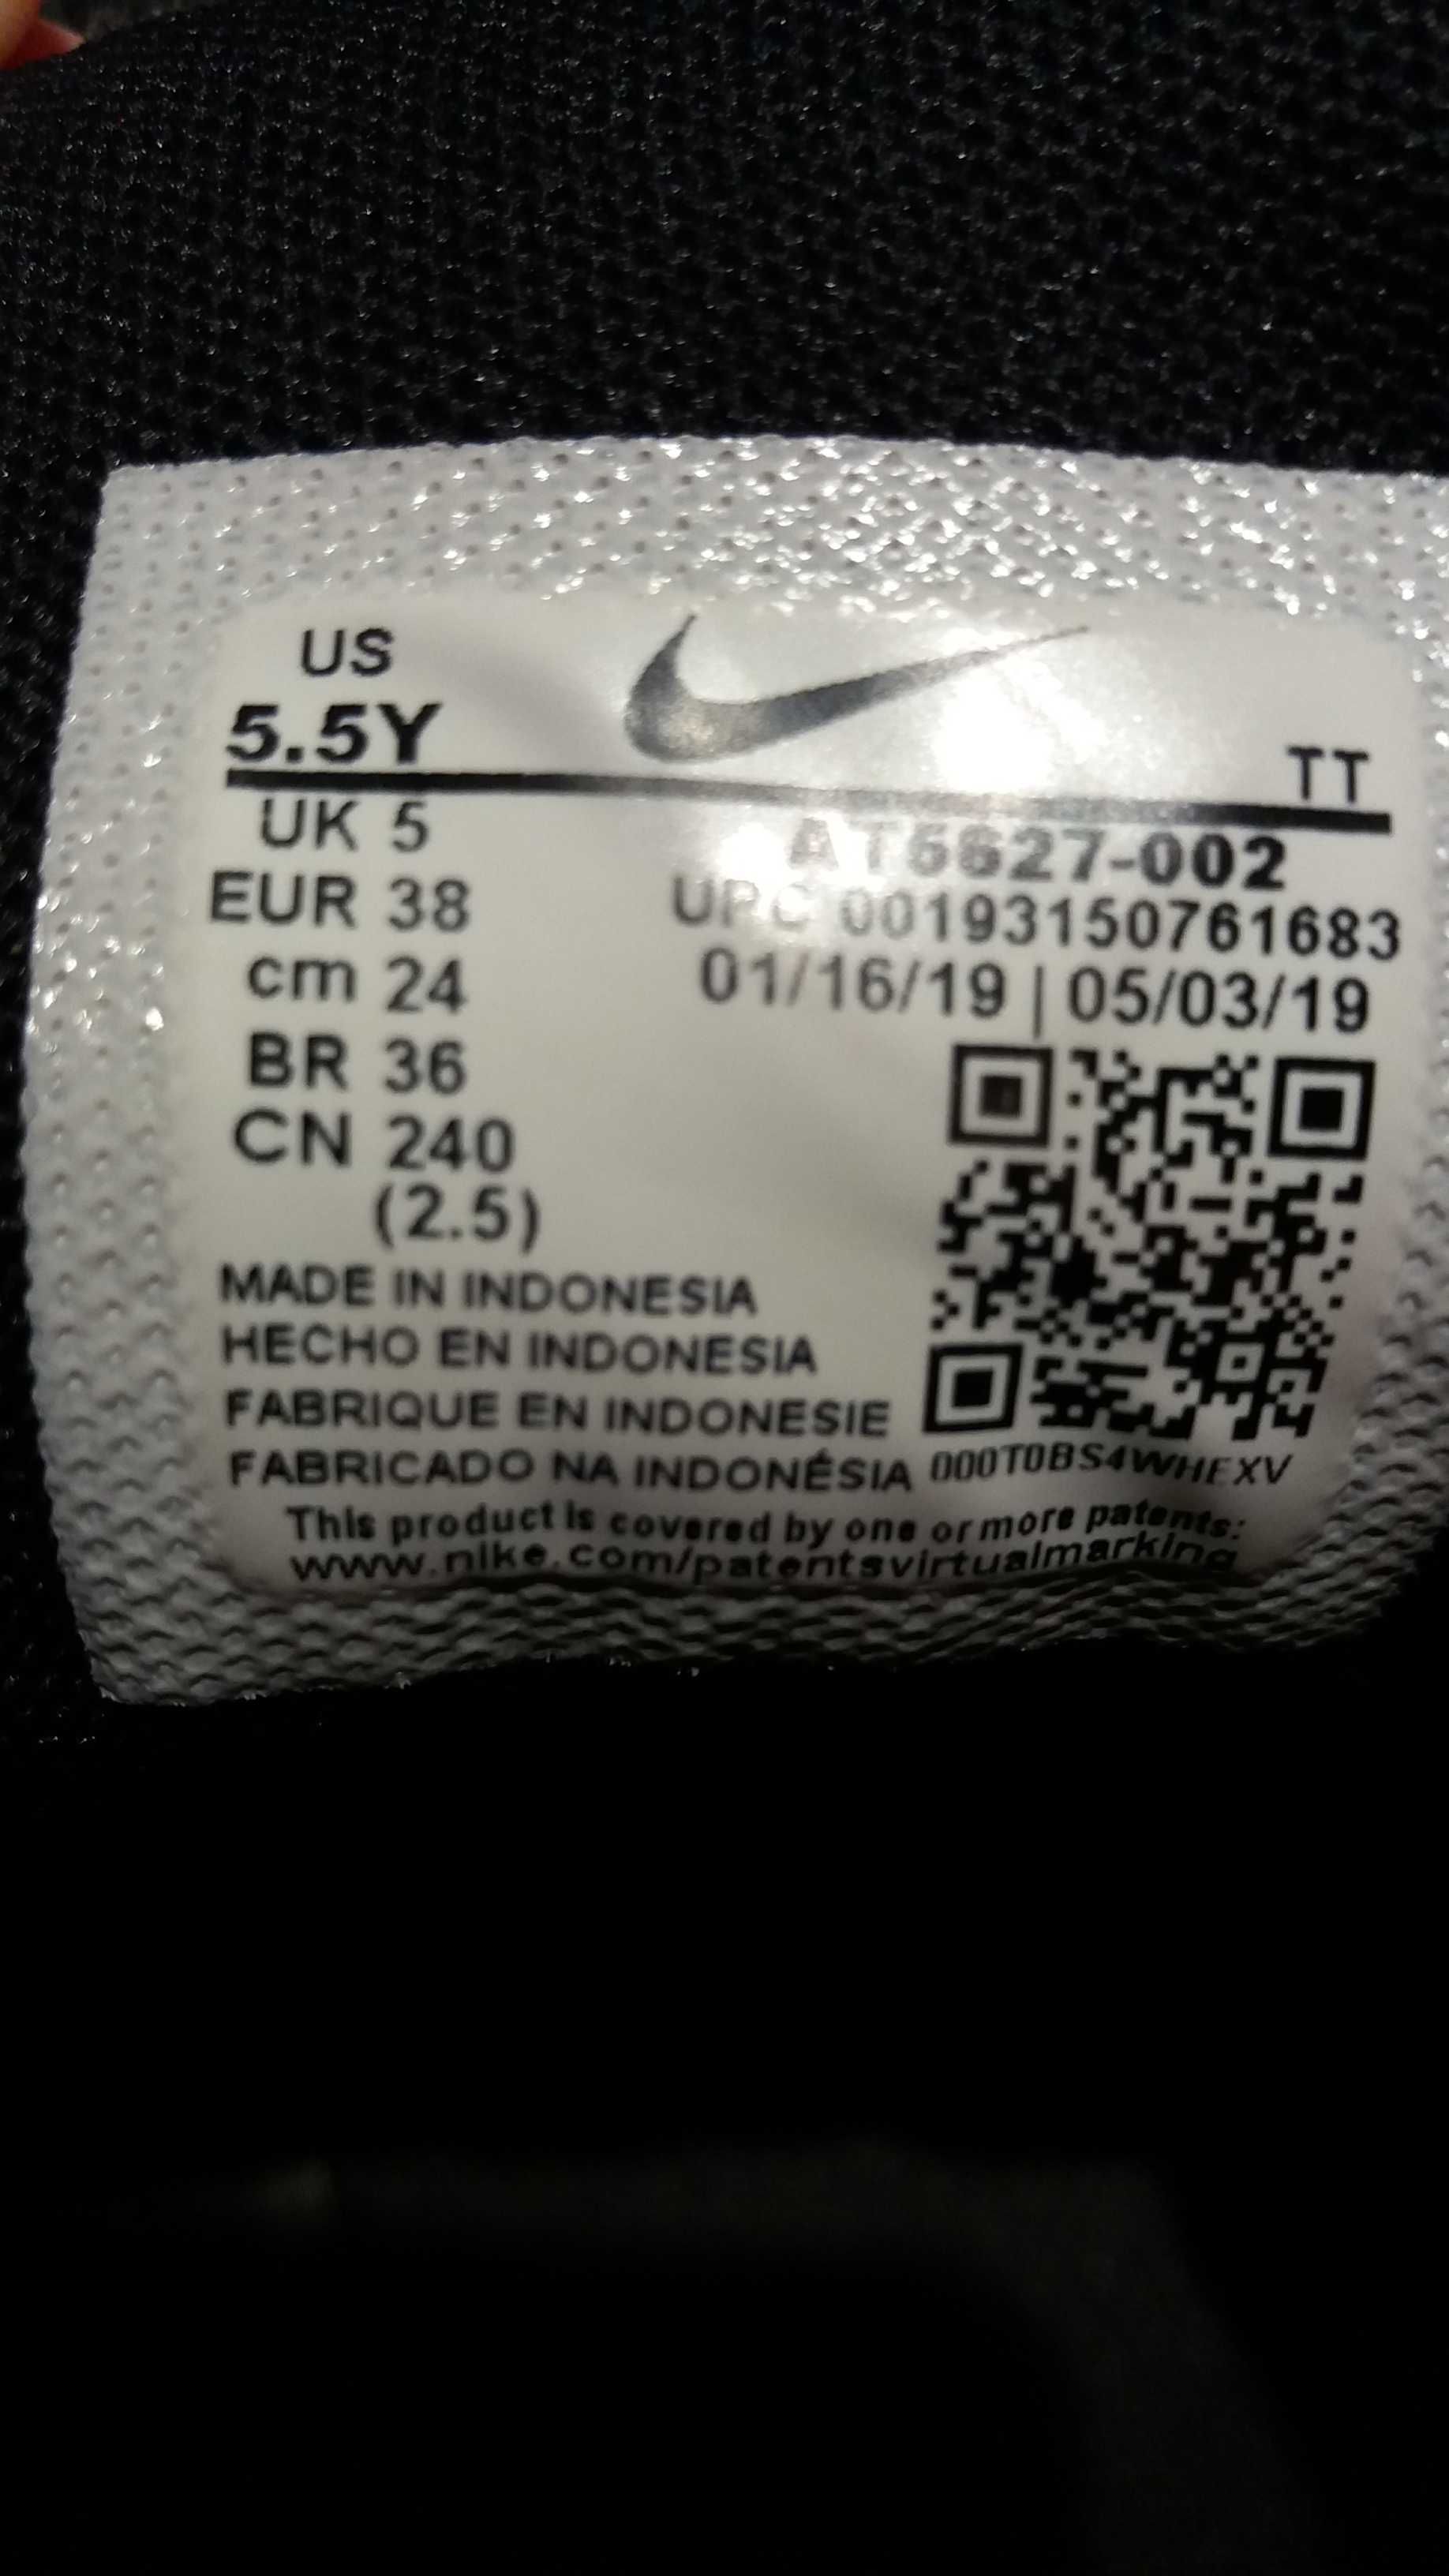 US
5.5Y
TT
UK 5
EUR 38
cm 24
BR 36
CN 240
(2.5)
AT5627-002
UPC 00193150761683
01/16/19 | 05/03/19
MADE IN INDONESIA
HECHO EN INDONESIA
FABRIQUE EN INDONESIE
FABRICADO NA INDONÉSIA
000T0BS4WHEXV
This product is covered by one or more patents:
www.nike.com/patentsvirtualmarking